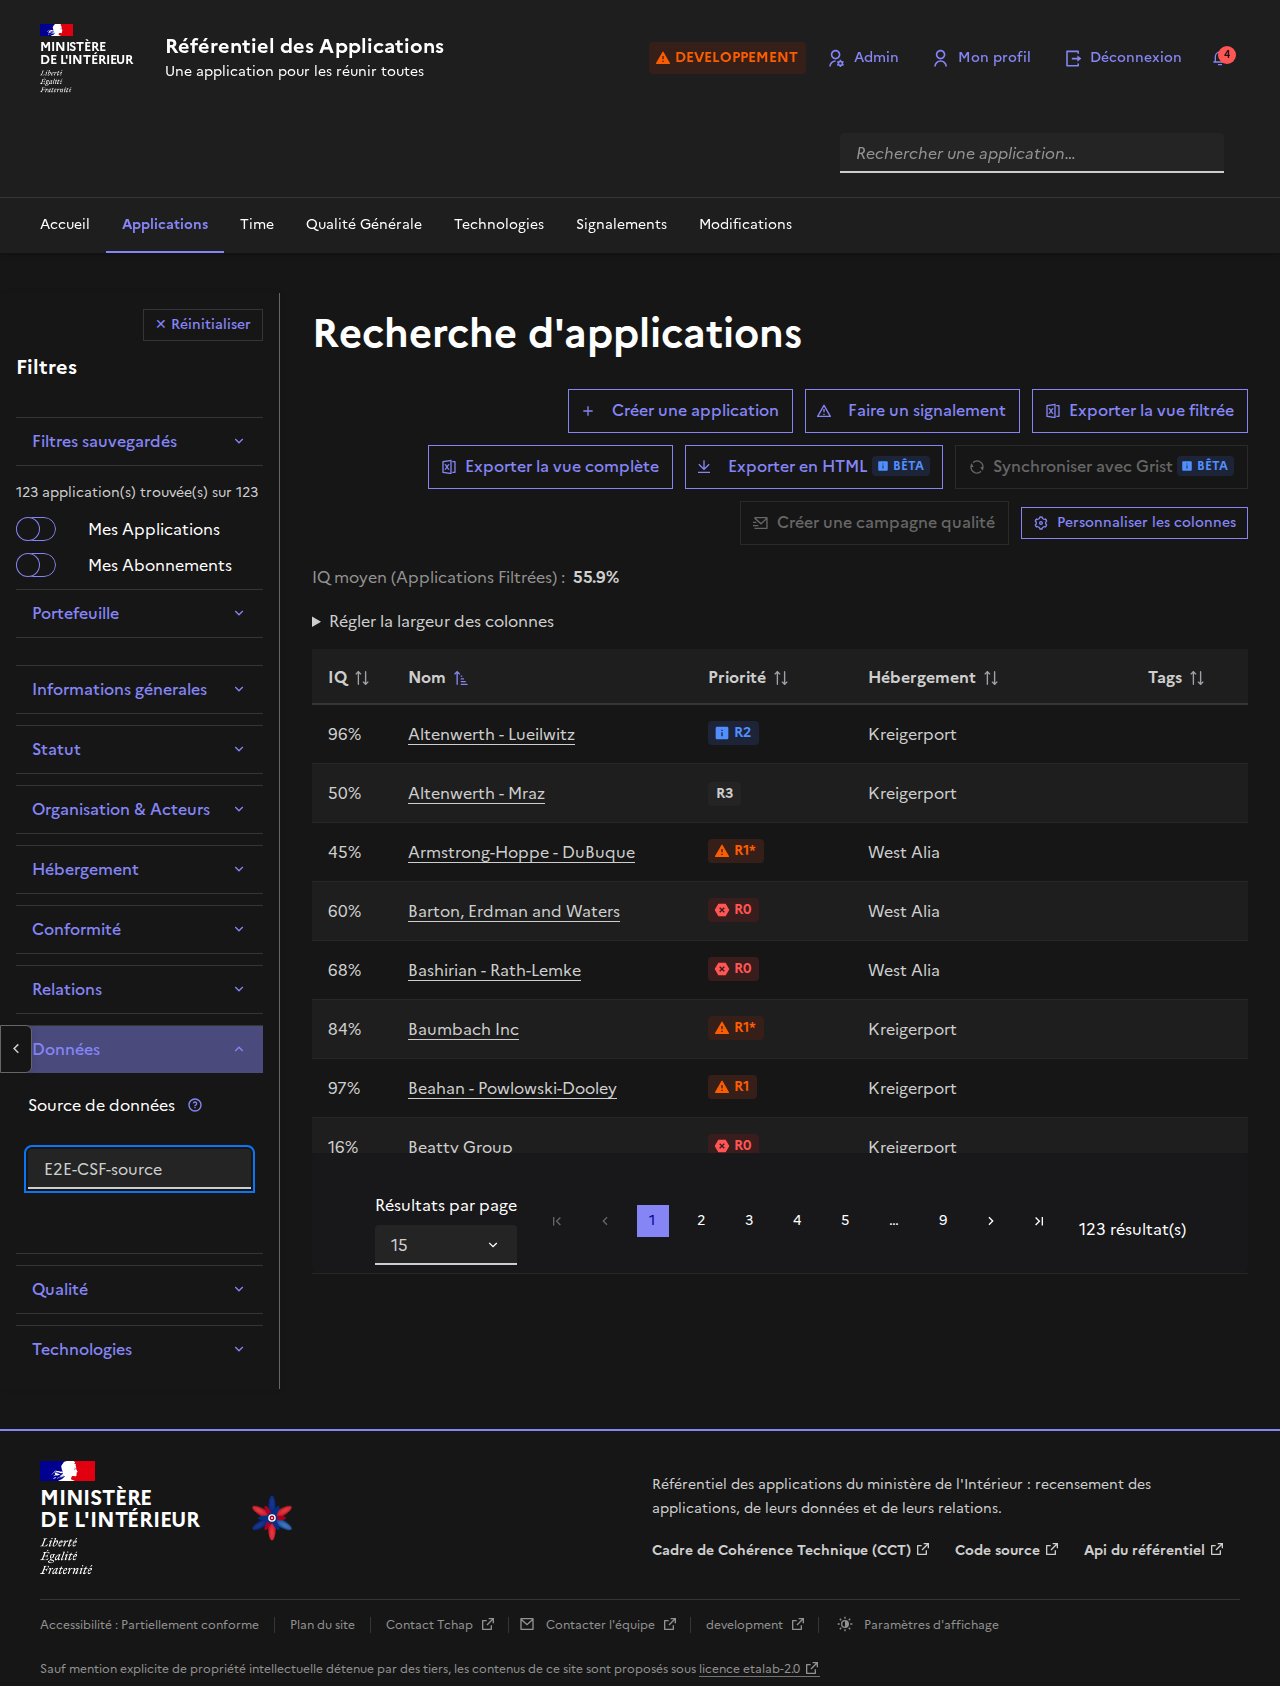 MINISTÈRE
DE L'INTÉRIEUR
Liberté
Égalité
Fraternité
Référentiel des Applications
Une application pour les réunir toutes
DEVELOPPEMENT
Admin
Mon profil
Déconnexion
4
Rechercher une application...
Accueil
Applications
Time
Qualité Générale
Technologies
Signalements
Modifications
Réinitialiser
Filtres
Filtres sauvegardés
123 application(s) trouvée(s) sur 123
Mes Applications
Mes Abonnements
Portefeuille
Informations génerales
Statut
Organisation & Acteurs
Hébergement
Conformité
Relations
Données
Source de données
E2E-CSF-source
Qualité
Technologies
Recherche d'applications
Créer une application
Faire un signalement
Exporter la vue filtrée
Exporter la vue complète
Exporter en HTML BÊTA
Synchroniser avec Grist BÊTA
Créer une campagne qualité
Personnaliser les colonnes
IQ moyen (Applications Filtrées) : 55.9%
Régler la largeur des colonnes
IQ Nom Priorité Hébergement Tags
96% Altenwerth - Lueilwitz R2 Kreigerport
50% Altenwerth - Mraz R3 Kreigerport
45% Armstrong-Hoppe - DuBuque R1* West Alia
60% Barton, Erdman and Waters R0 West Alia
68% Bashirian - Rath-Lemke R0 West Alia
84% Baumbach Inc R1* Kreigerport
97% Beahan - Powlowski-Dooley R1 Kreigerport
16% Beatty Group R0 Kreigerport
Résultats par page
15
1 2 3 4 5 ... 9
123 résultat(s)
MINISTÈRE
DE L'INTÉRIEUR
Liberté
Égalité
Fraternité
Référentiel des applications du ministère de l'Intérieur : recensement des
applications, de leurs données et de leurs relations.
Cadre de Cohérence Technique (CCT)
Code source
Api du référentiel
Accessibilité : Partiellement conforme
Plan du site
Contact Tchap
Contacter l'équipe
development
Paramètres d'affichage
Sauf mention explicite de propriété intellectuelle détenue par des tiers, les contenus de ce site sont proposés sous licence etalab-2.0